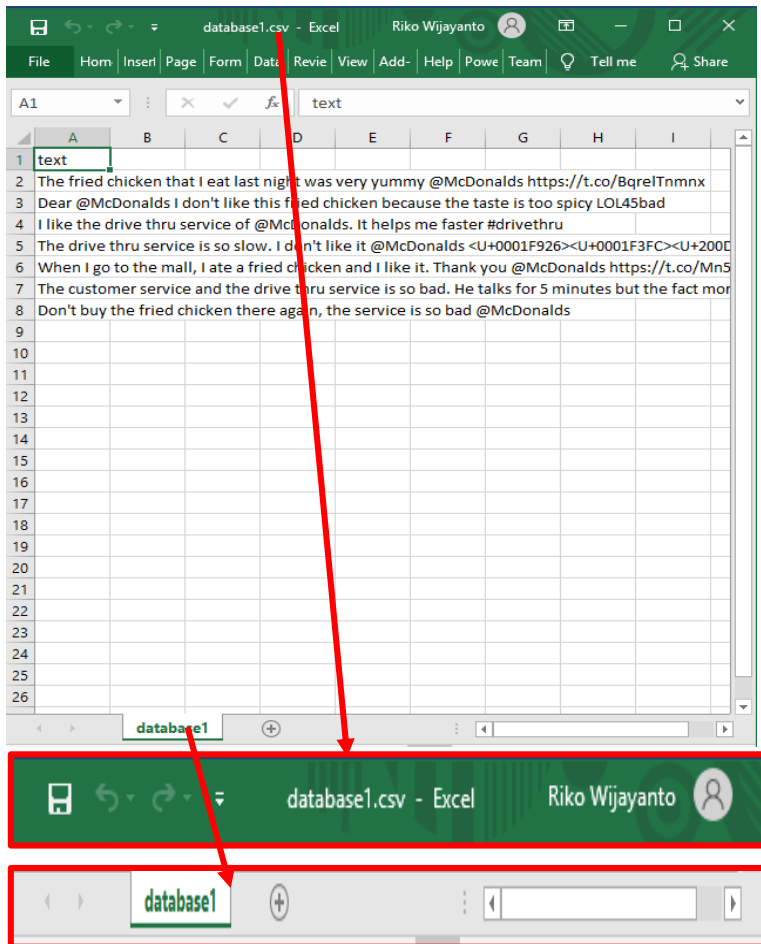 database1.csv - Excel Riko Wijayanto
File Hom Insert Page Form Data Revie View Add- Help Powe Team Tell me Share
A1 fx text
A B C D E F G H I
1 text
2 The fried chicken that I eat last night was very yummy @McDonalds https://t.co/BqrelTnmnx
3 Dear @McDonalds I don't like this fried chicken because the taste is too spicy LOL45bad
4 I like the drive thru service of @McDonalds. It helps me faster #drivethru
5 The drive thru service is so slow. I don't like it @McDonalds <U+0001F926><U+0001F3FC><U+200D
6 When I go to the mall, I ate a fried chicken and I like it. Thank you @McDonalds https://t.co/Mn5
7 The customer service and the drive thru service is so bad. He talks for 5 minutes but the fact mor
8 Don't buy the fried chicken there again, the service is so bad @McDonalds
9
10
11
12
13
14
15
16
17
18
19
20
21
22
23
24
25
26
database1
database1.csv - Excel Riko Wijayanto
database1